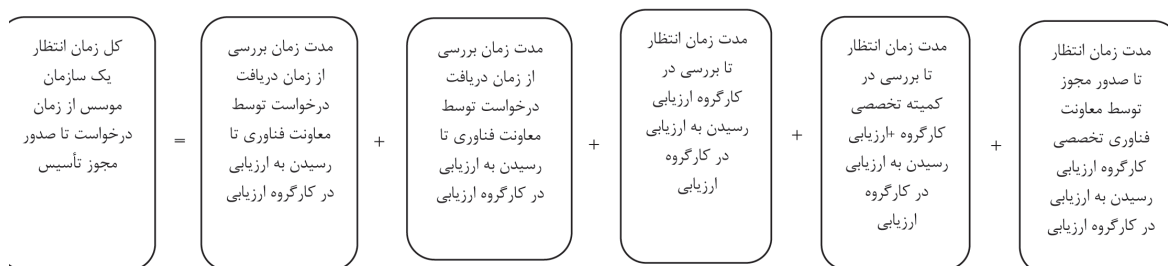 کل زمان انتظار
یک سازمان
موسس از زمان
درخواست تا صدور
مجوز تأسیس
=
مدت زمان بررسی
از زمان دریافت
درخواست توسط
معاونت فناوری تا
رسیدن به ارزیابی
در کارگروه ارزیابی
+
مدت زمان بررسی
از زمان دریافت
درخواست توسط
معاونت فناوری تا
رسیدن به ارزیابی
در کارگروه ارزیابی
+
مدت زمان انتظار
تا بررسی در
کارگروه ارزیابی
رسیدن به ارزیابی
در کارگروه
ارزیابی
+
مدت زمان انتظار
تا بررسی در
کمیته تخصصی
کارگروه +ارزیابی
رسیدن به ارزیابی
در کارگروه
ارزیابی
+
مدت زمان انتظار
تا صدور مجوز
توسط معاونت
فناوری تخصصی
کارگروه ارزیابی
رسیدن به ارزیابی
در کارگروه ارزیابی